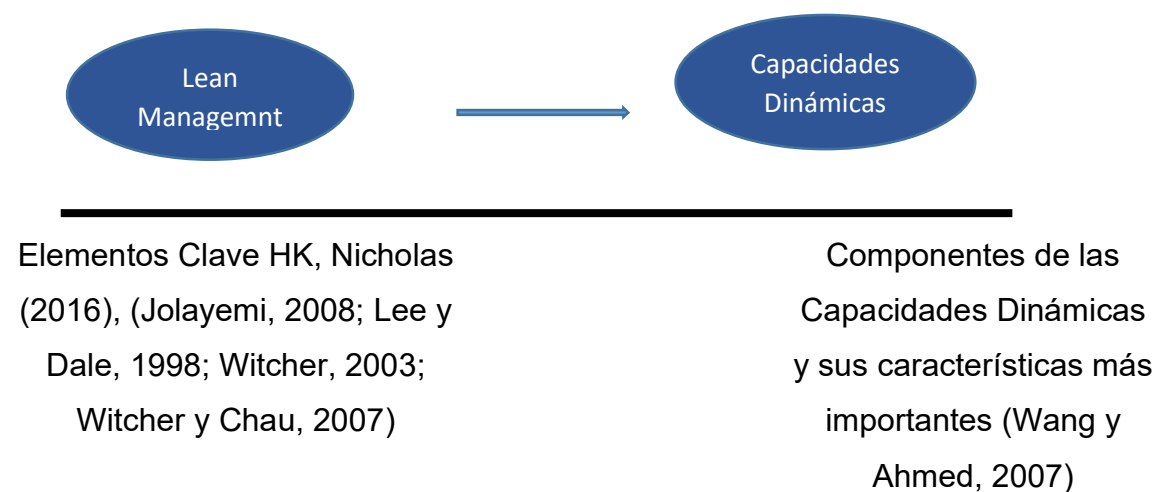 Lean
Managemnt
Capacidades
Dinámicas
Elementos Clave HK, Nicholas
(2016), (Jolayemi, 2008; Lee y
Dale, 1998; Witcher, 2003;
Witcher y Chau, 2007)
Componentes de las
Capacidades Dinámicas
y sus características más
importantes (Wang y
Ahmed, 2007)